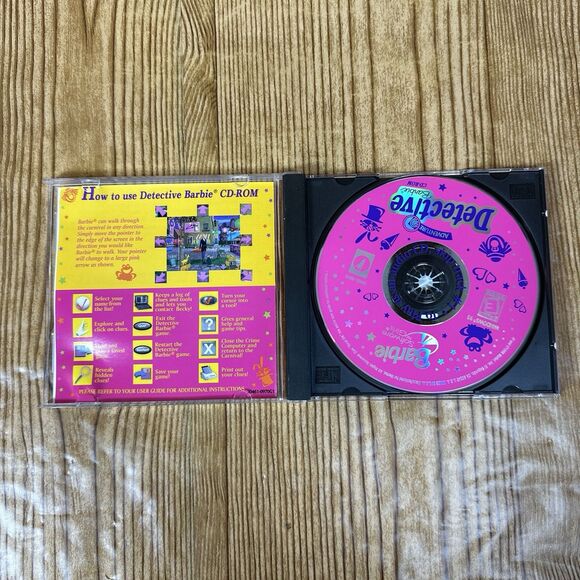 How to use Detective Barbie® CD-ROM
Barbie® can walk through
the carnival in any direction.
Simply move the pointer to
the edge of the screen in the
direction you would like
Barbie® to walk. Your pointer
will change to a large pink
arrow as shown.
Select your
name from
the list!
Keeps a log of
clues and tools
and lets you
contact Becky!
Turn your
cursor into
a tool!
Explore and
click on clues.
Exit the
Detective
Barbie®
game.
Gives general
help and
game tips.
Restart the
Detective
Barbie® game.
Close the Crime
Computer and
return to the
Carnival!
Reveals
hidden
clues!
Save your
game!
Print out
your clues!
PLEASE REFER TO YOUR USER GUIDE FOR ADDITIONAL INSTRUCTIONS.
ADVENTURE
Detective
Barbie
CD-ROM
Barbie